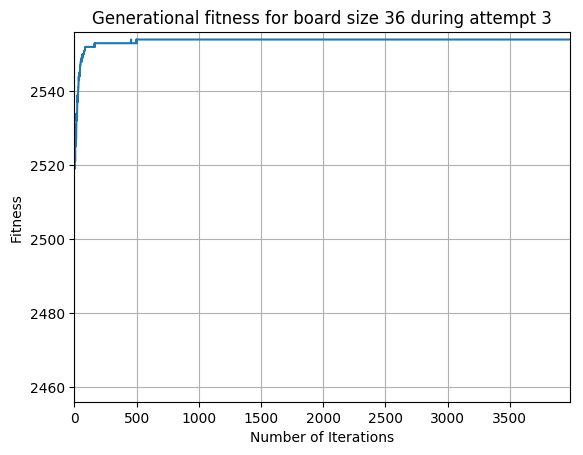 Generational fitness for board size 36 during attempt 3
2540
2520
2500
2480
2460
Fitness
0 500 1000 1500 2000 2500 3000 3500
Number of Iterations